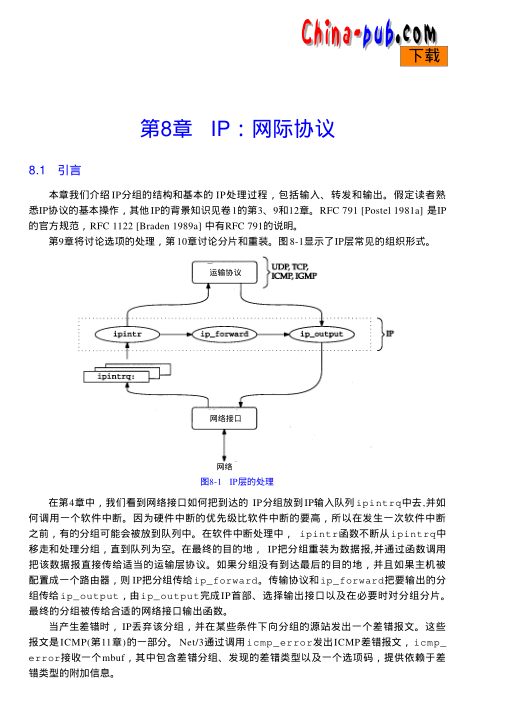 China-pub.com
下载
第8章 IP：网际协议
8.1 引言
本章我们介绍IP分组的结构和基本的IP处理过程，包括输入、转发和输出。假定读者熟
悉IP协议的基本操作，其他IP的背景知识见卷1的第3、9和12章。RFC 791 [Postel 1981a] 是IP
的官方规范，RFC 1122 [Braden 1989a] 中有RFC 791的说明。
第9章将讨论选项的处理，第10章讨论分片和重装。图8-1显示了IP层常见的组织形式。
运输协议
UDP, TCP,
ICMP, IGMP
ipintr
ip_forward
ip_output
IP
ipintrq:
网络接口
网络
图8-1 IP层的处理
在第4章中，我们看到网络接口如何把到达的 IP分组放到IP输入队列ipintrq中去,并如
何调用一个软件中断。因为硬件中断的优先级比软件中断的要高，所以在发生一次软件中断
之前，有的分组可能会被放到队列中。在软件中断处理中， ipintr函数不断从ipintrq中
移走和处理分组，直到队列为空。在最终的目的地， IP把分组重装为数据报,并通过函数调用
把该数据报直接传给适当的运输层协议。如果分组没有到达最后的目的地，并且如果主机被
配置成一个路由器，则 IP把分组传给ip_forward。传输协议和ip_forward把要输出的分
组传给ip_output，由ip_output完成IP首部、选择输出接口以及在必要时对分组分片。
最终的分组被传给合适的网络接口输出函数。
当产生差错时， IP丢弃该分组，并在某些条件下向分组的源站发出一个差错报文。这些
报文是ICMP(第11章)的一部分。 Net/3通过调用icmp_error发出ICMP差错报文，icmp_
error接收一个mbuf，其中包含差错分组、发现的差错类型以及一个选项码，提供依赖于差
错类型的附加信息。